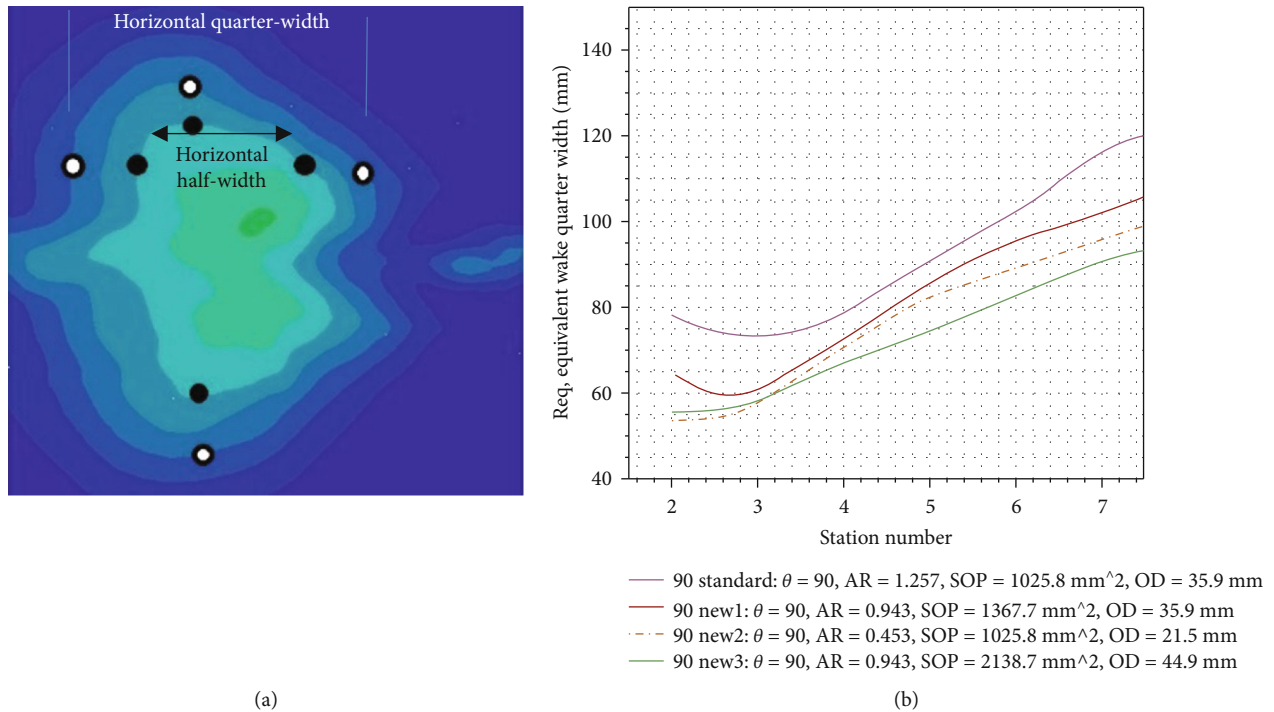 Horizontal quarter-width
Horizontal
half-width
(a)
Req, equivalent wake quarter width (mm)
140
120
100
80
60
40
2 3 4 5 6 7
Station number
90 standard: θ = 90, AR = 1.257, SOP = 1025.8 mm^2, OD = 35.9 mm
90 new1: θ = 90, AR = 0.943, SOP = 1367.7 mm^2, OD = 35.9 mm
90 new2: θ = 90, AR = 0.453, SOP = 1025.8 mm^2, OD = 21.5 mm
90 new3: θ = 90, AR = 0.943, SOP = 2138.7 mm^2, OD = 44.9 mm
(b)